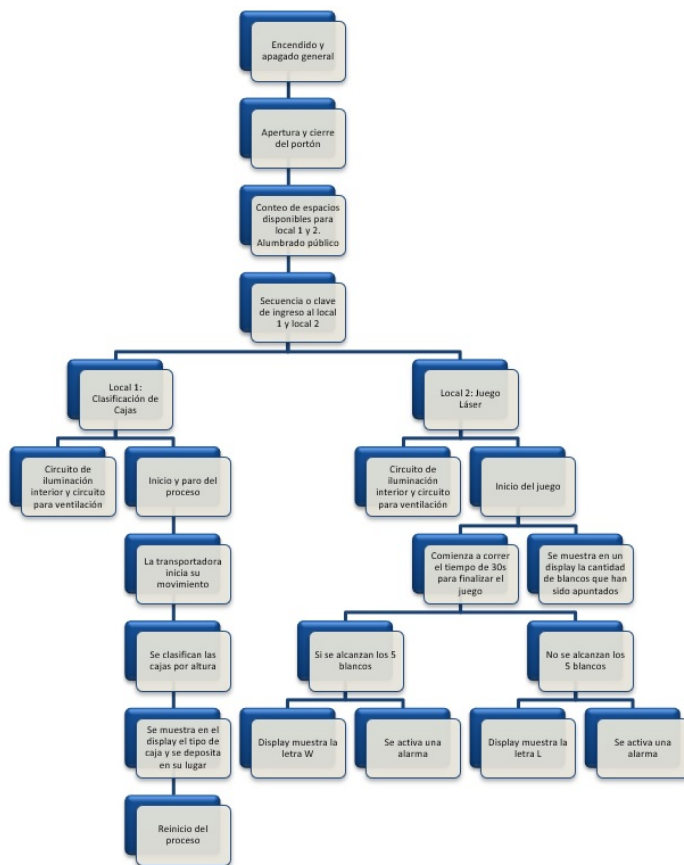 Encendido y
apagado general
Apertura y cierre
del portón
Conteo de espacios
disponibles para
local 1 y 2.
Alumbrado público
Secuencia o clave
de ingreso al local
1 y local 2
Local 1:
Clasificación de
Cajas
Local 2: Juego
Láser
Circuito de
iluminación
interior y circuito
para ventilación
Inicio y paro del
proceso
Circuito de
iluminación
interior y circuito
para ventilación
Inicio del juego
La transportadora
inicia su
movimiento
Comienza a correr
el tiempo de 30s
para finalizar el
juego
Se muestra en un
display la cantidad
de blancos que han
sido apuntados
Se clasifican las
cajas por altura
Si se alcanzan los 5
blancos
No se alcanzan los
5 blancos
Se muestra en el
display el tipo de
caja y se deposita
en su lugar
Display muestra la
letra W
Se activa una
alarma
Display muestra la
letra L
Se activa una
alarma
Reinicio del
proceso